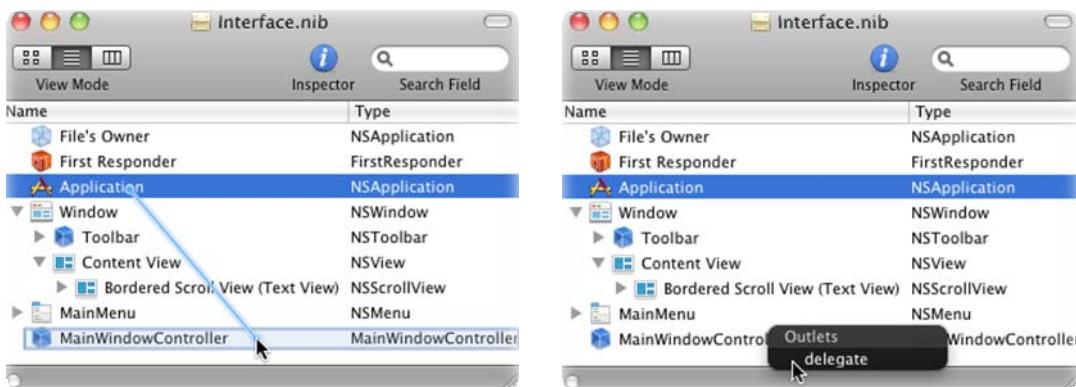 Interface.nib
View Mode Inspector Search Field
Name Type
File's Owner NSApplication
First Responder FirstResponder
Application NSApplication
Window NSWindow
Toolbar NSToolbar
Content View NSView
Bordered Scroll View (Text View) NSScrollView
MainMenu NSMenu
MainWindowController MainWindowController
Interface.nib
View Mode Inspector Search Field
Name Type
File's Owner NSApplication
First Responder FirstResponder
Application NSApplication
Window NSWindow
Toolbar NSToolbar
Content View NSView
Bordered Scroll View (Text View) NSScrollView
MainMenu NSMenu
MainWindowControl Outlets WindowController
delegate